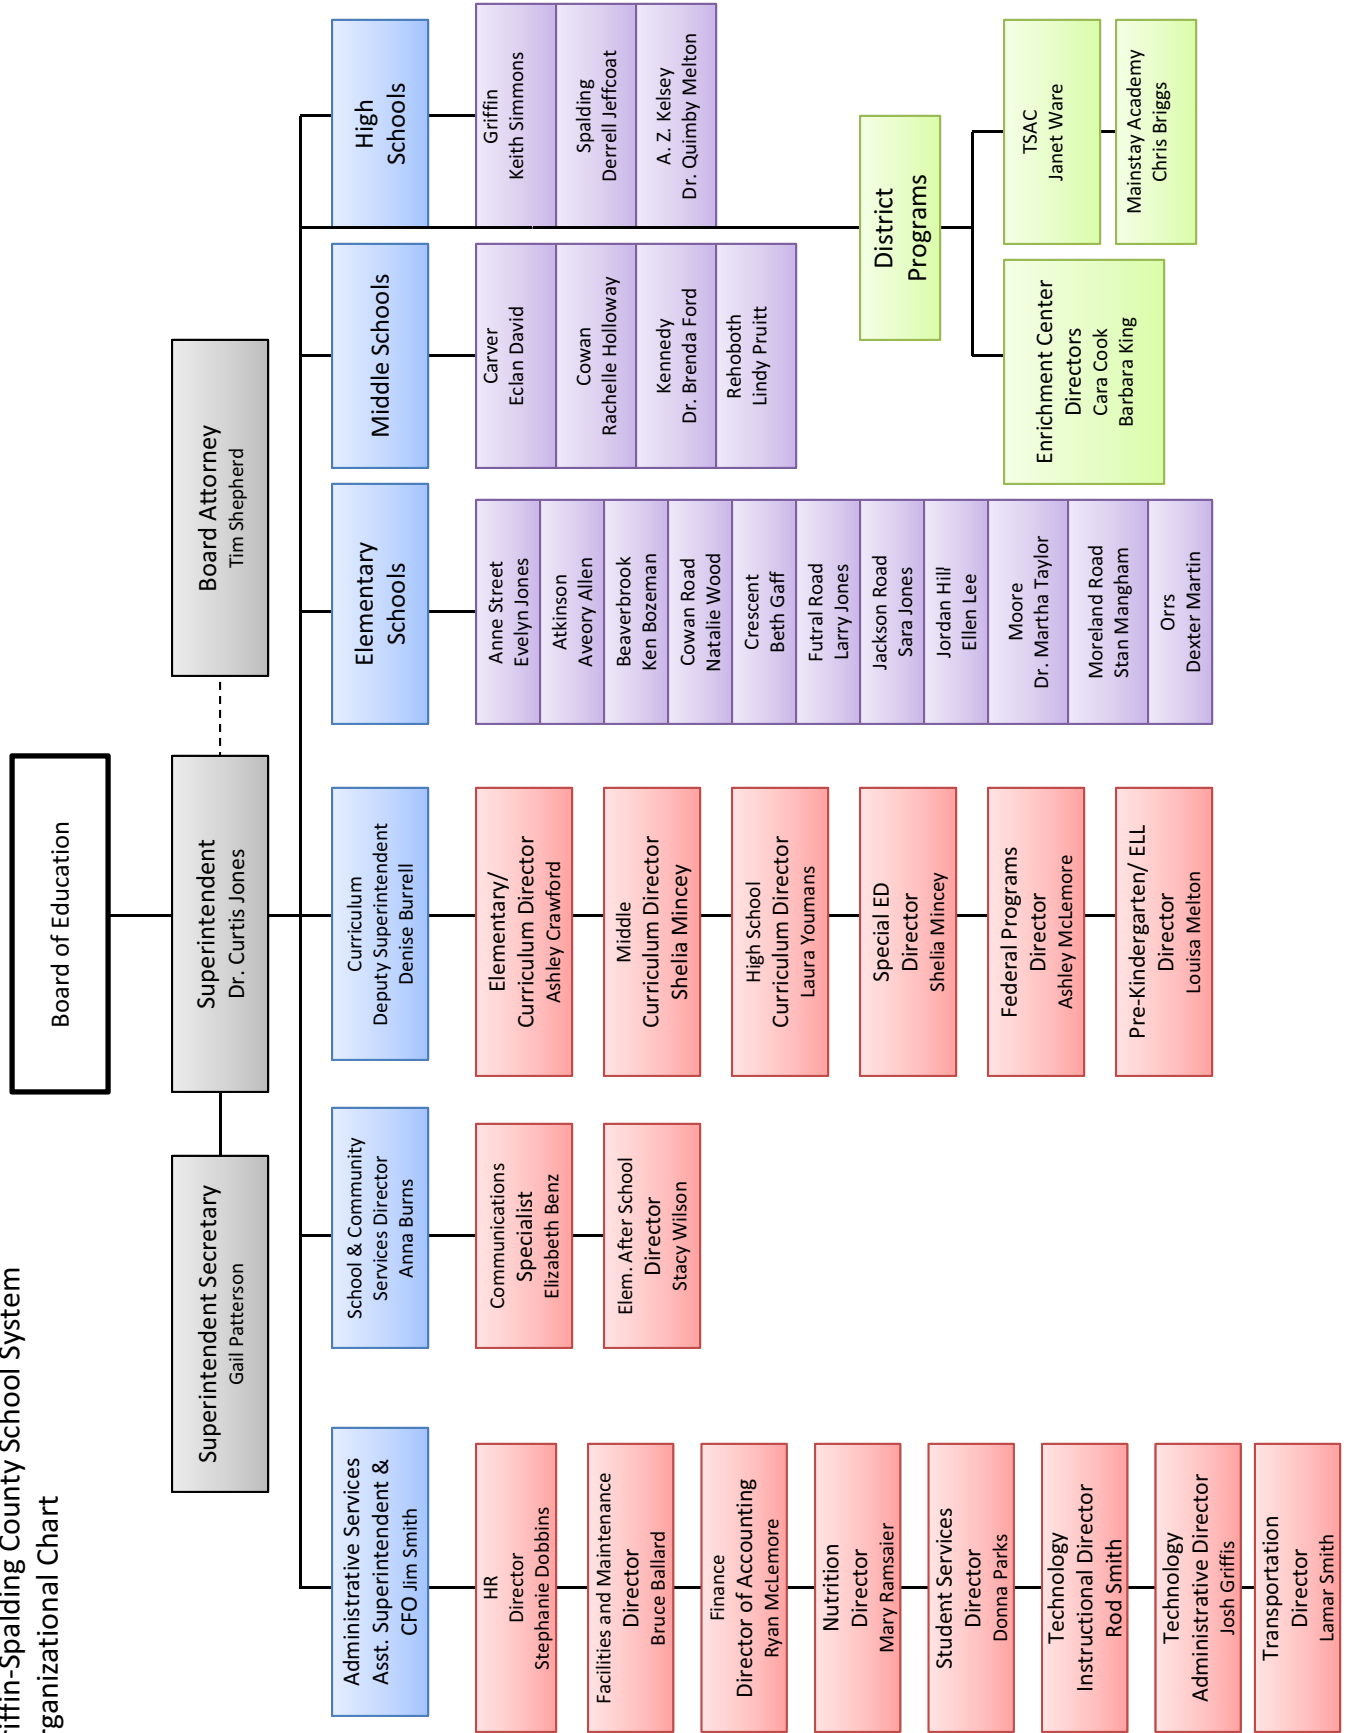 riffin-Spalding County School System
rganizational Chart
Board of Education
Superintendent Secretary
Gail Patterson
Superintendent
Dr. Curtis Jones
Board Attorney
Tim Shepherd
Administrative Services
Asst. Superintendent &
CFO Jim Smith
School & Community
Services Director
Anna Burns
Curriculum
Deputy Superintendent
Denise Burrell
Elementary
Schools
Middle Schools
High
Schools
HR
Director
Stephanie Dobbins
Facilities and Maintenance
Director
Bruce Ballard
Finance
Director of Accounting
Ryan McLemore
Nutrition
Director
Mary Ramsaier
Student Services
Director
Donna Parks
Technology
Instructional Director
Rod Smith
Technology
Administrative Director
Josh Griffis
Transportation
Director
Lamar Smith
Communications
Specialist
Elizabeth Benz
Elem. After School
Director
Stacy Wilson
Elementary/
Curriculum Director
Ashley Crawford
Middle
Curriculum Director
Shelia Mincey
High School
Curriculum Director
Laura Youmans
Special ED
Director
Shelia Mincey
Federal Programs
Director
Ashley McLemore
Pre-Kindergarten/ ELL
Director
Louisa Melton
Anne Street
Evelyn Jones
Atkinson
Aveory Allen
Beaverbrook
Ken Bozeman
Cowan Road
Natalie Wood
Crescent
Beth Gaff
Futral Road
Larry Jones
Jackson Road
Sara Jones
Jordan Hill
Ellen Lee
Moore
Dr. Martha Taylor
Moreland Road
Stan Mangham
Orrs
Dexter Martin
Carver
Eclan David
Cowan
Rachelle Holloway
Kennedy
Dr. Brenda Ford
Rehoboth
Lindy Pruitt
Griffin
Keith Simmons
Spalding
Derrell Jeffcoat
A. Z. Kelsey
Dr. Quimby Melton
District
Programs
Enrichment Center
Directors
Cara Cook
Barbara King
TSAC
Janet Ware
Mainstay Academy
Chris Briggs